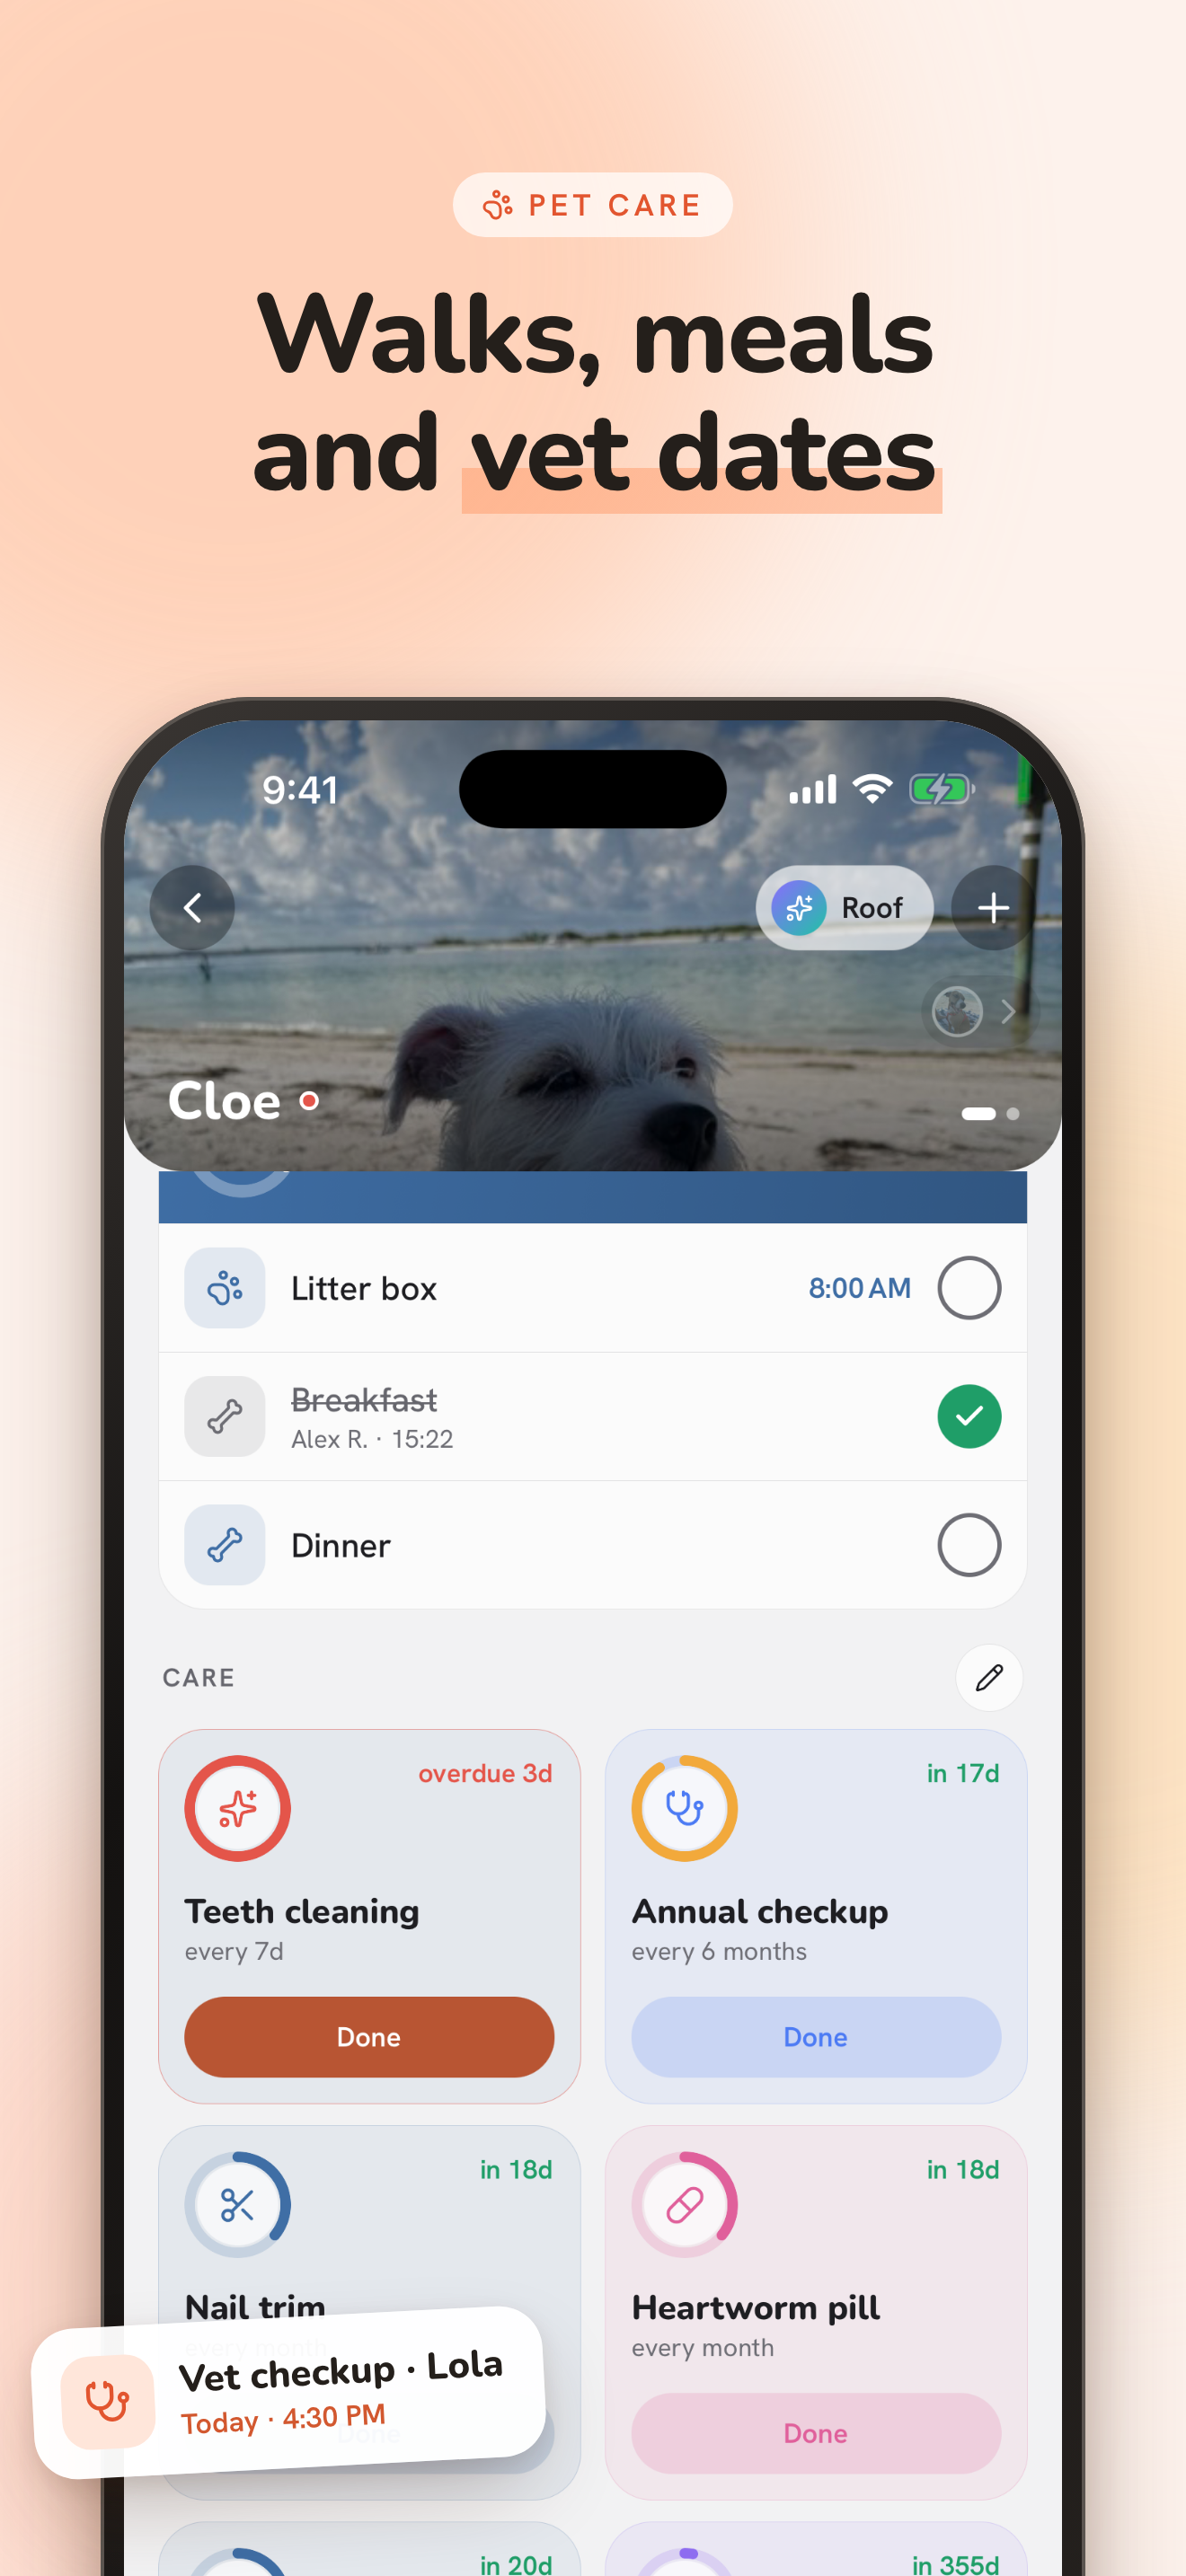 PET CARE
Walks, meals
and vet dates
9:41
Roof
Cloe
Litter box
8:00 AM
Breakfast
Alex R. · 15:22
Dinner
CARE
overdue 3d
Teeth cleaning
every 7d
Done
in 17d
Annual checkup
every 6 months
Done
in 18d
Nail trim
every month
Done
in 18d
Heartworm pill
every month
Done
Vet checkup · Lola
Today · 4:30 PM
in 20d
in 355d